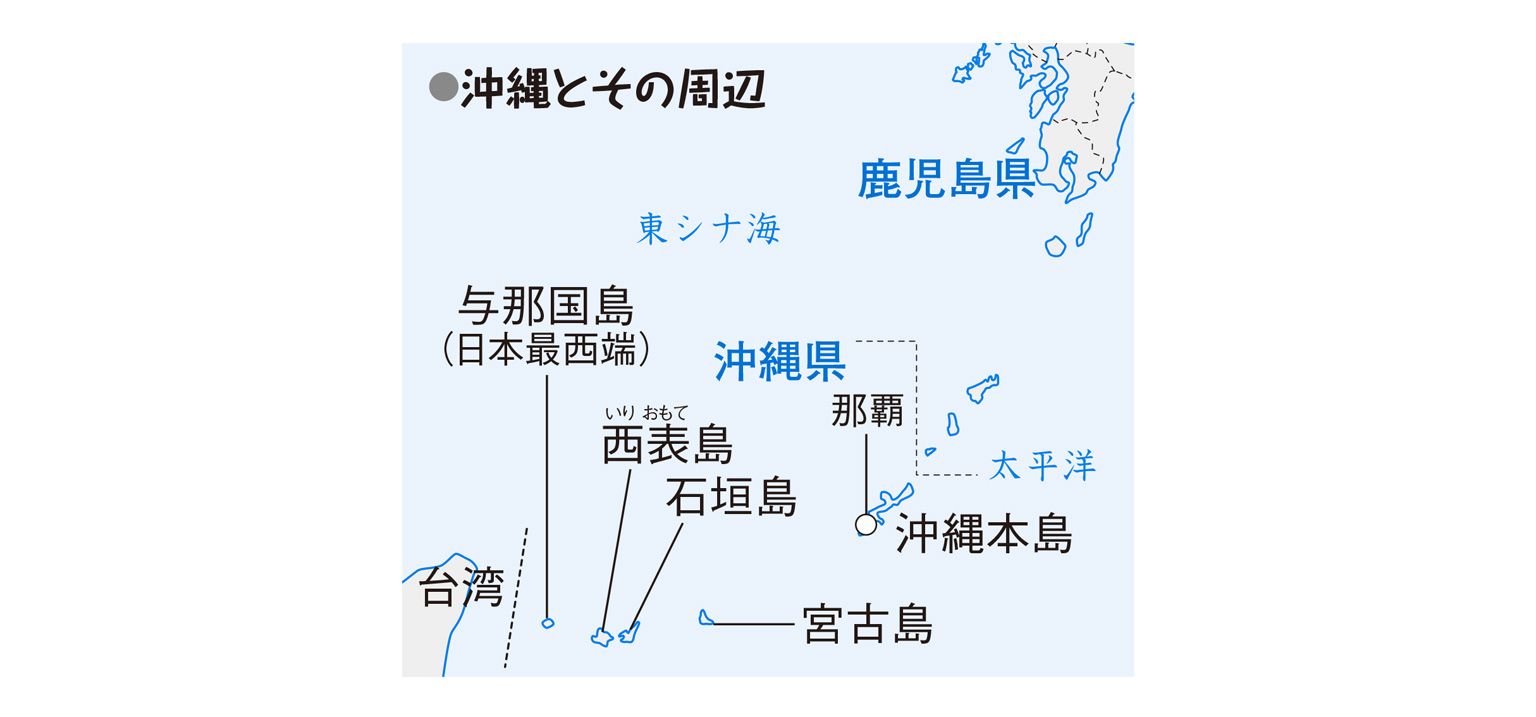 ●沖縄とその周辺
鹿児島県
東シナ海
与那国島
（日本最西端）
沖縄県
那覇
いり おもて
西表島
太平洋
石垣島
沖縄本島
台湾
宮古島